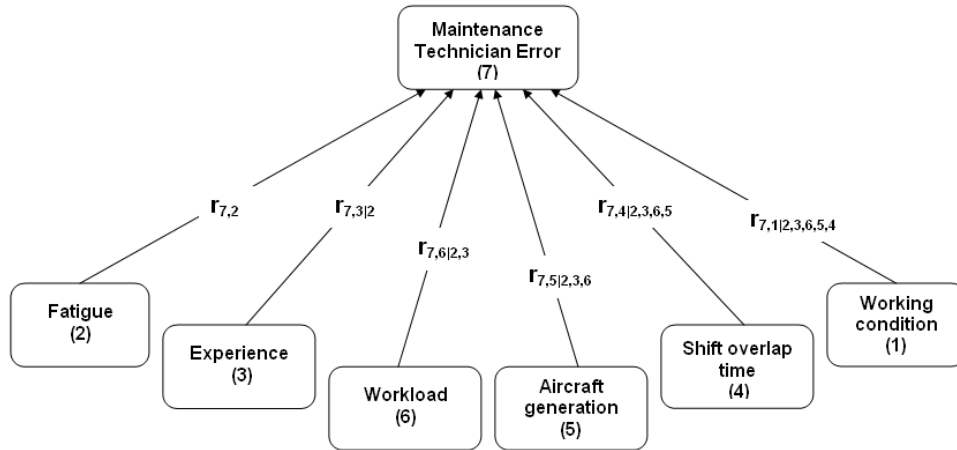 Maintenance
Technician Error
(7)
r7,2
r7,3|2
r7,6|2,3
r7,5|2,3,6
r7,4|2,3,6,5
r7,1|2,3,6,5,4
Fatigue
(2)
Experience
(3)
Workload
(6)
Aircraft
generation
(5)
Shift overlap
time
(4)
Working
condition
(1)